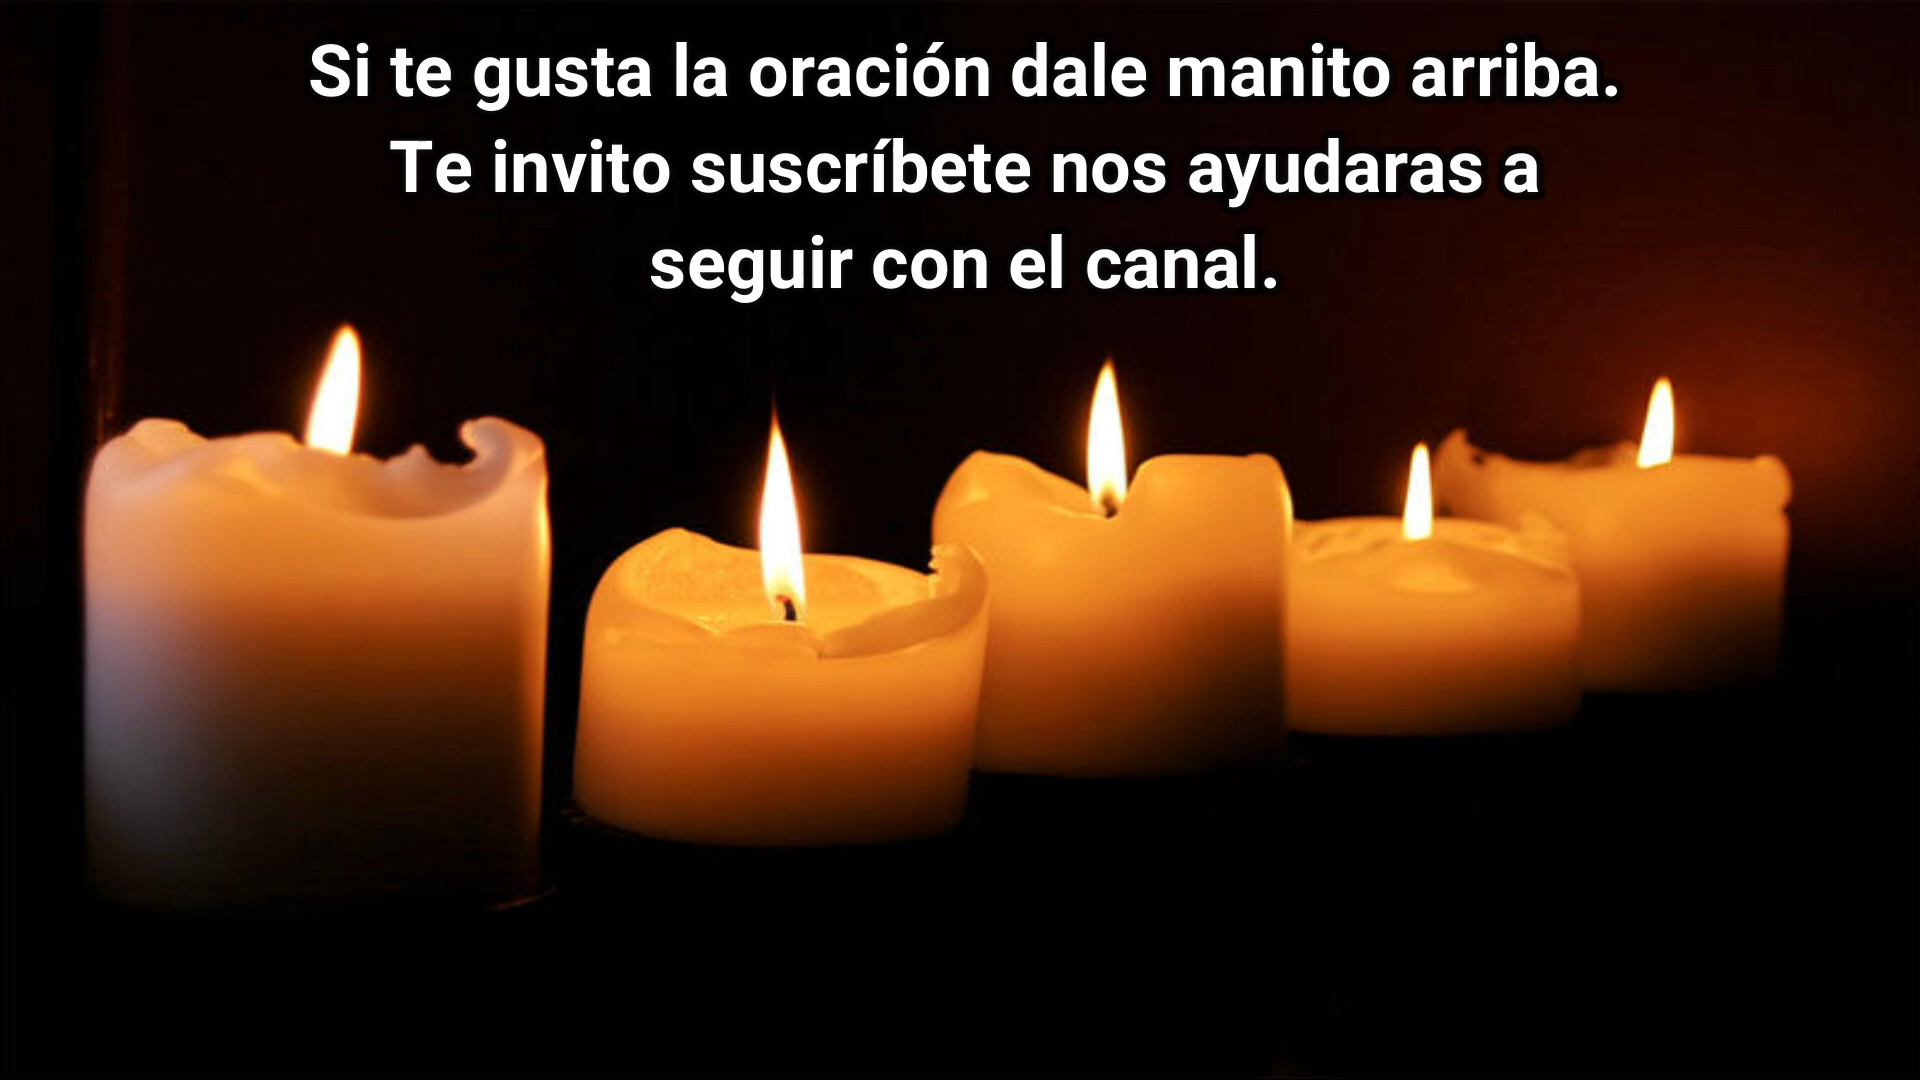 Si te gusta la oración dale manito arriba.
Te invito suscríbete nos ayudaras a
seguir con el canal.